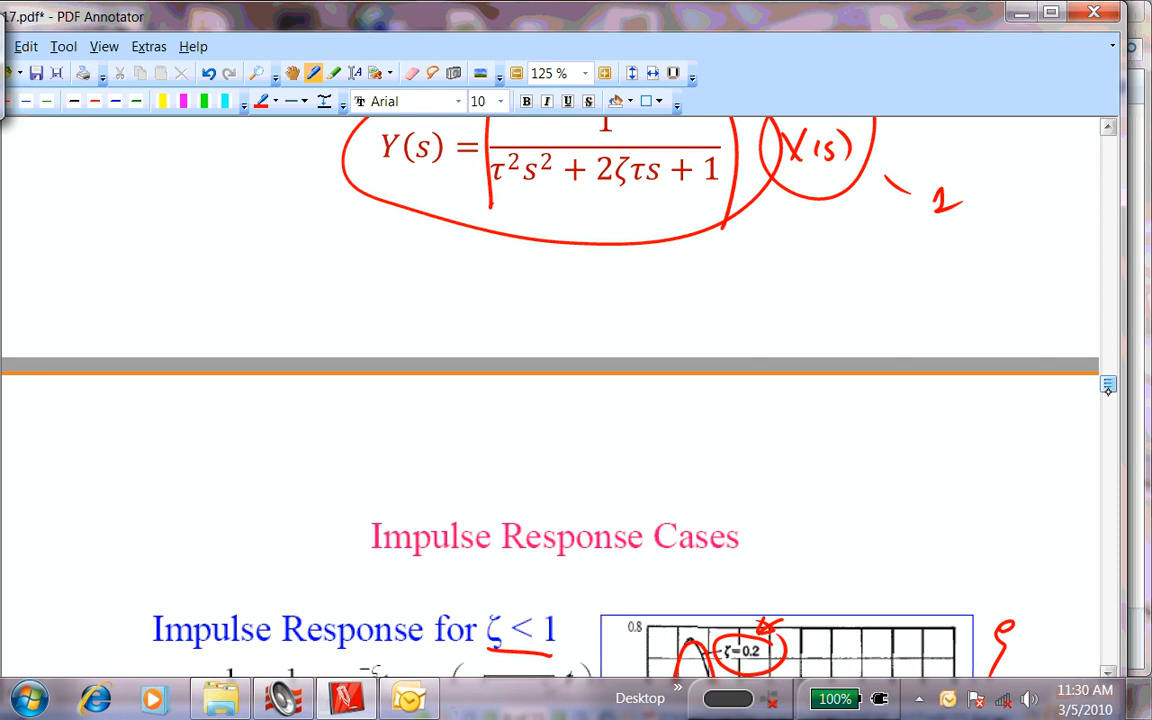 17.pdf* - PDF Annotator
Edit Tool View Extras Help
125 %
Arial 10 B I U S
Y(s) = 1 / τ²s² + 2ζτs + 1 X(s)
2
Impulse Response Cases
Impulse Response for ζ < 1
0.8
ζ=0.2
-ζ
Desktop » 100% 11:30 AM
3/5/2010